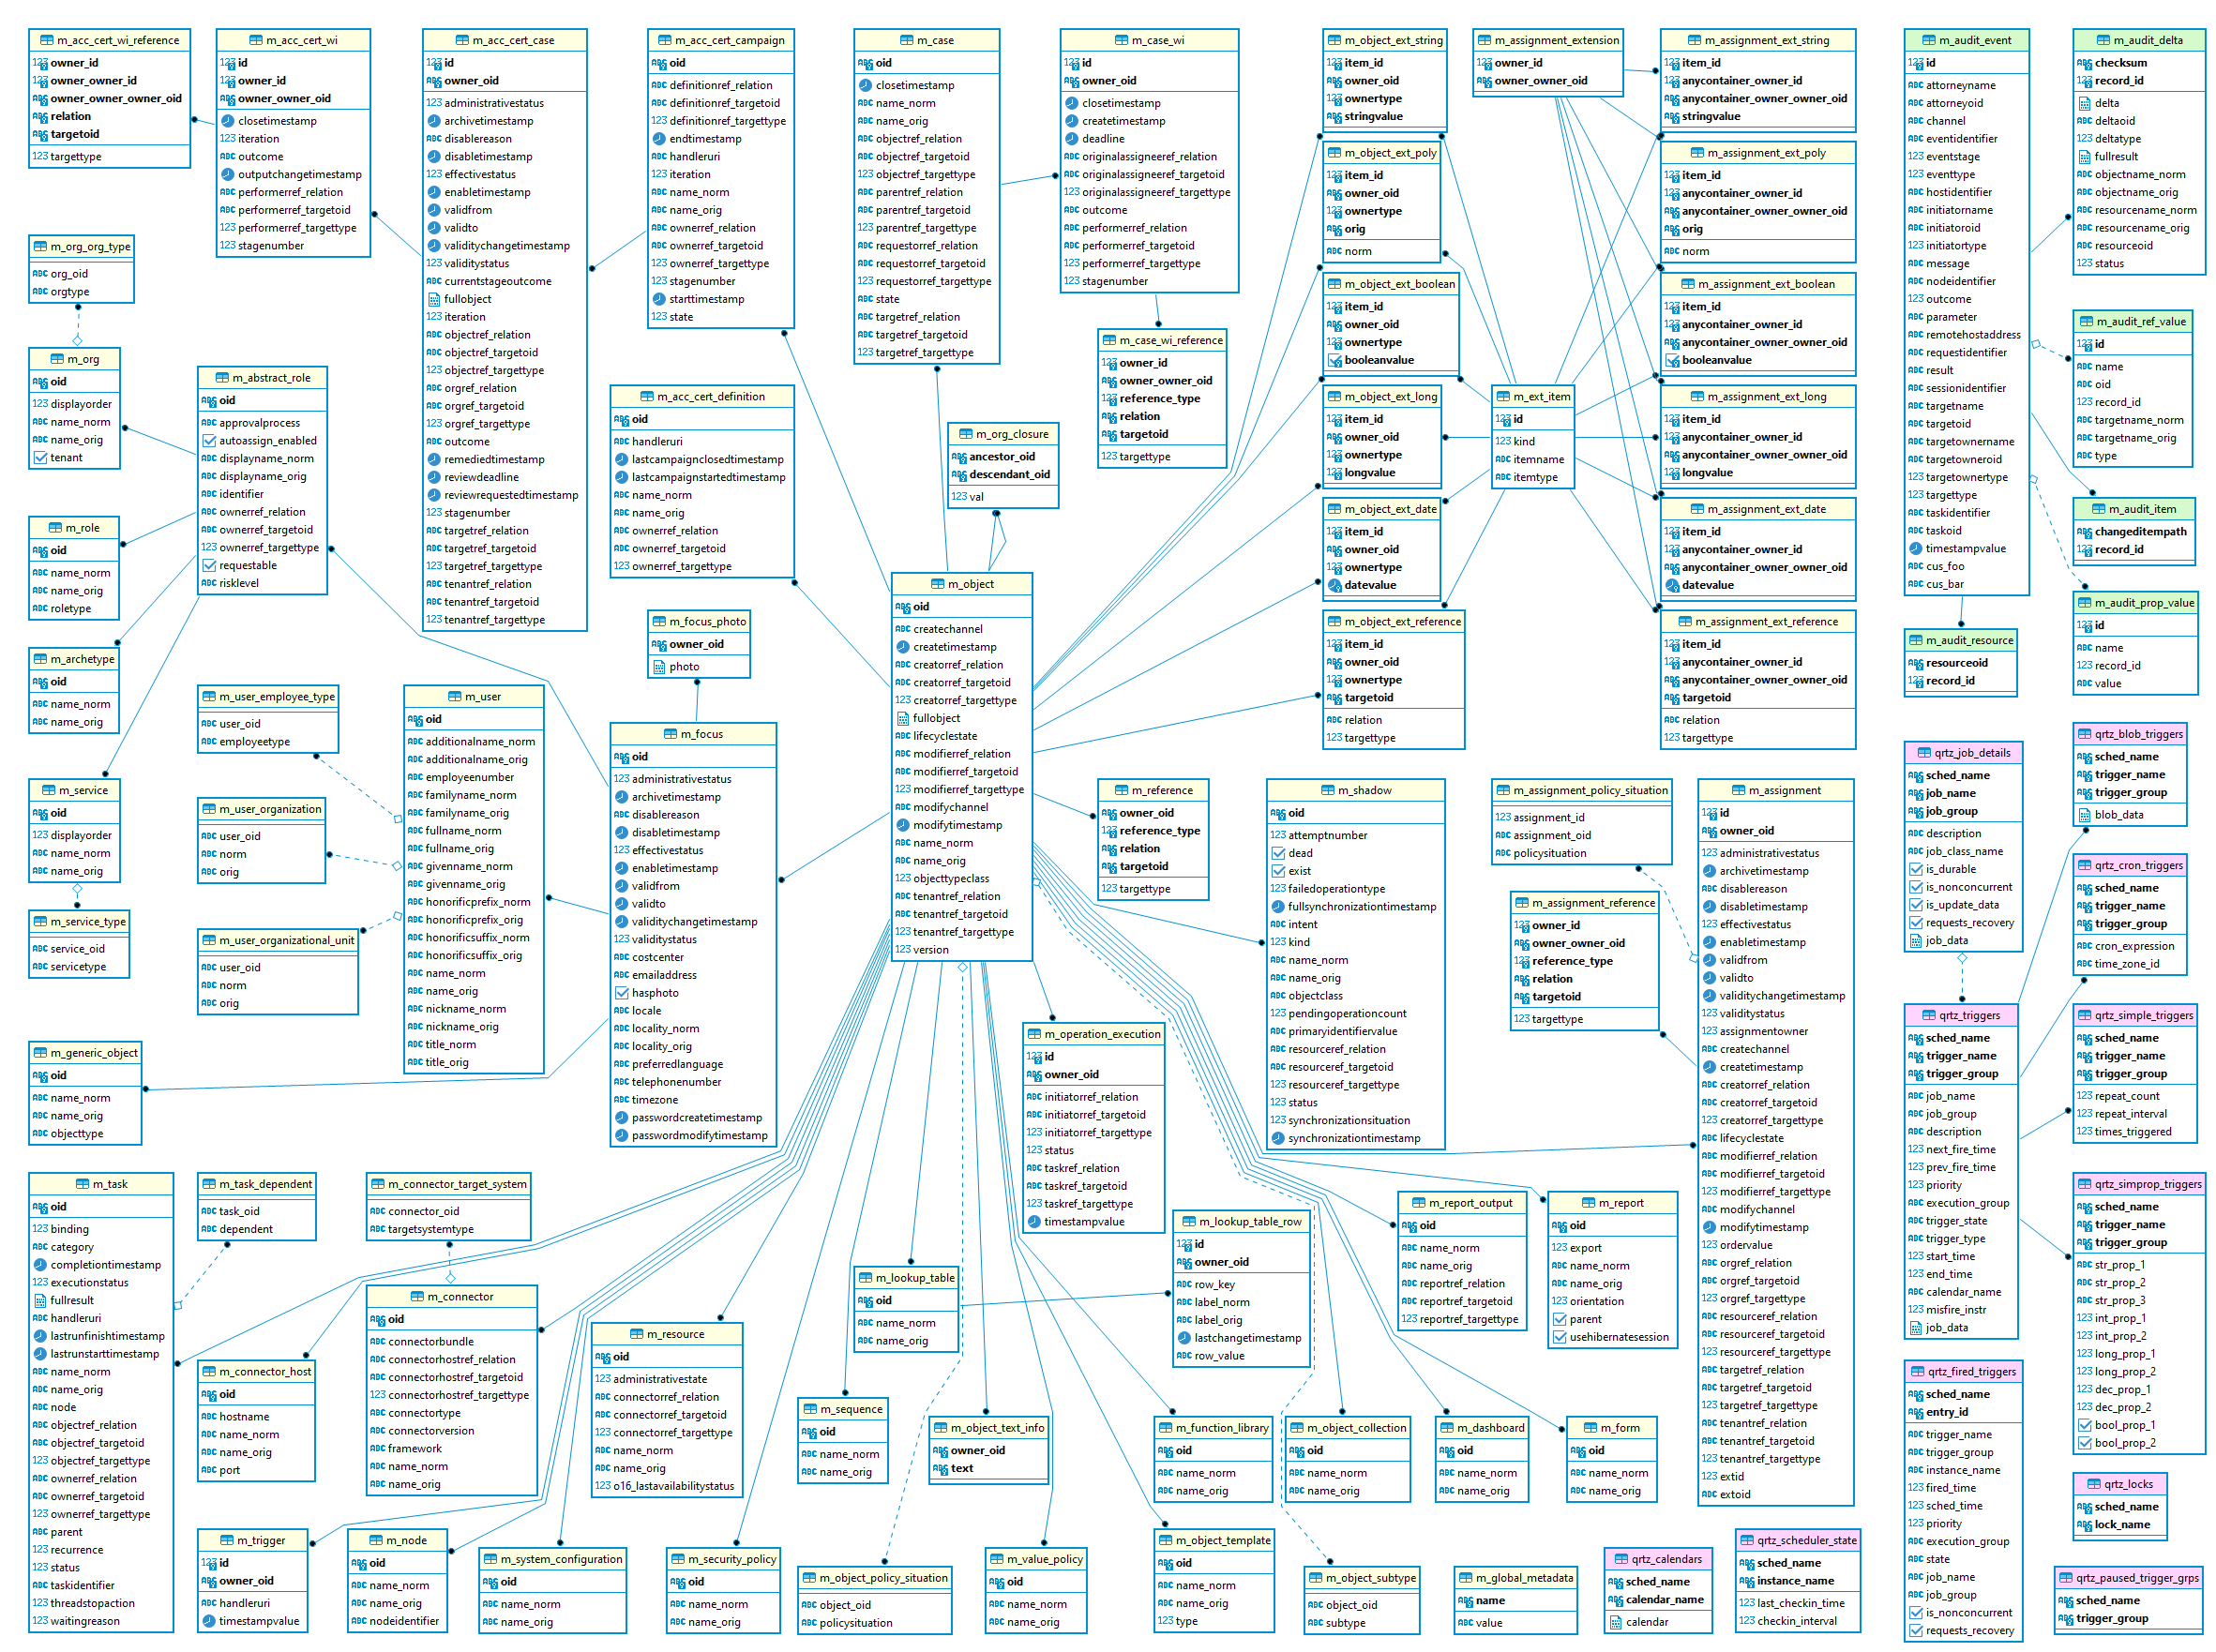 m_acc_cert_wi_reference
owner_id
owner_owner_id
owner_owner_owner_oid
relation
targetoid
targettype
m_acc_cert_wi
id
owner_id
owner_owner_oid
closetimestamp
iteration
outcome
outputchangetimestamp
performerref_relation
performerref_targetoid
performerref_targettype
stagenumber
m_acc_cert_case
id
owner_oid
administrativestatus
archivetimestamp
disablereason
disabletimestamp
effectivestatus
enabletimestamp
validfrom
validto
validitychangetimestamp
validitystatus
currentstageoutcome
fullobject
iteration
objectref_relation
objectref_targetoid
objectref_targettype
orgref_relation
orgref_targetoid
orgref_targettype
outcome
remediedtimestamp
reviewdeadline
reviewrequestedtimestamp
stagenumber
targetref_relation
targetref_targetoid
targetref_targettype
tenantref_relation
tenantref_targetoid
tenantref_targettype
m_acc_cert_campaign
oid
definitionref_relation
definitionref_targetoid
definitionref_targettype
endtimestamp
handleruri
iteration
name_norm
name_orig
ownerref_relation
ownerref_targetoid
ownerref_targettype
stagenumber
starttimestamp
state
m_case
oid
closetimestamp
name_norm
name_orig
objectref_relation
objectref_targetoid
objectref_targettype
parentref_relation
parentref_targetoid
parentref_targettype
requestorref_relation
requestorref_targetoid
requestorref_targettype
state
targetref_relation
targetref_targetoid
targetref_targettype
m_case_wi
id
owner_oid
closetimestamp
createtimestamp
deadline
originalassigneeref_relation
originalassigneeref_targetoid
originalassigneeref_targettype
outcome
performerref_relation
performerref_targetoid
performerref_targettype
stagenumber
m_object_ext_string
item_id
owner_oid
ownertype
stringvalue
m_assignment_extension
owner_id
owner_owner_oid
m_assignment_ext_string
item_id
anycontainer_owner_id
anycontainer_owner_owner_oid
stringvalue
m_audit_event
id
attorneyname
attorneyoid
channel
eventidentifier
eventstage
eventtype
hostidentifier
initiatorname
initiatoroid
initiatortype
message
nodeidentifier
outcome
parameter
remotehostaddress
requestidentifier
result
sessionidentifier
targetname
targetoid
targetownername
targetowneroid
targetownertype
targettype
taskidentifier
taskoid
timestampvalue
cus_foo
cus_bar
m_audit_delta
checksum
record_id
delta
deltaoid
deltatype
fullresult
objectname_norm
objectname_orig
resourcename_norm
resourcename_orig
resourceoid
status
m_object_ext_poly
item_id
owner_oid
ownertype
orig
norm
m_assignment_ext_poly
item_id
anycontainer_owner_id
anycontainer_owner_owner_oid
orig
norm
m_org_org_type
org_oid
orgtype
m_object_ext_boolean
item_id
owner_oid
ownertype
booleanvalue
m_assignment_ext_boolean
item_id
anycontainer_owner_id
anycontainer_owner_owner_oid
booleanvalue
m_audit_ref_value
id
name
oid
record_id
targetname_norm
targetname_orig
type
m_case_wi_reference
owner_id
owner_owner_oid
reference_type
relation
targetoid
targettype
m_org
oid
displayorder
name_norm
name_orig
tenant
m_abstract_role
oid
approvalprocess
autoassign_enabled
displayname_norm
displayname_orig
identifier
ownerref_relation
ownerref_targetoid
ownerref_targettype
requestable
risklevel
m_acc_cert_definition
oid
handleruri
lastcampaignclosedtimestamp
lastcampaignstartedtimestamp
name_norm
name_orig
ownerref_relation
ownerref_targetoid
ownerref_targettype
m_org_closure
ancestor_oid
descendant_oid
val
m_object_ext_long
item_id
owner_oid
ownertype
longvalue
m_ext_item
id
kind
itemname
itemtype
m_assignment_ext_long
item_id
anycontainer_owner_id
anycontainer_owner_owner_oid
longvalue
m_object_ext_date
item_id
owner_oid
ownertype
datevalue
m_assignment_ext_date
item_id
anycontainer_owner_id
anycontainer_owner_owner_oid
datevalue
m_audit_item
changeditempath
record_id
m_role
oid
name_norm
name_orig
roletype
m_object
oid
createchannel
createtimestamp
creatorref_relation
creatorref_targetoid
creatorref_targettype
fullobject
lifecyclestate
modifierref_relation
modifierref_targetoid
modifierref_targettype
modifychannel
modifytimestamp
name_norm
name_orig
objecttypeclass
tenantref_relation
tenantref_targetoid
tenantref_targettype
version
m_focus_photo
owner_oid
photo
m_object_ext_reference
item_id
owner_oid
ownertype
targetoid
relation
targettype
m_assignment_ext_reference
item_id
anycontainer_owner_id
anycontainer_owner_owner_oid
targetoid
relation
targettype
m_audit_resource
resourceoid
record_id
m_audit_prop_value
id
name
record_id
value
m_archetype
oid
name_norm
name_orig
m_user_employee_type
user_oid
employeetype
m_user
oid
additionalname_norm
additionalname_orig
employeenumber
familyname_norm
familyname_orig
fullname_norm
fullname_orig
givenname_norm
givenname_orig
honorificprefix_norm
honorificprefix_orig
honorificsuffix_norm
honorificsuffix_orig
name_norm
name_orig
nickname_norm
nickname_orig
title_norm
title_orig
m_focus
oid
administrativestatus
archivetimestamp
disablereason
disabletimestamp
effectivestatus
enabletimestamp
validfrom
validto
validitychangetimestamp
validitystatus
costcenter
emailaddress
hasphoto
locale
locality_norm
locality_orig
preferredlanguage
telephonenumber
timezone
passwordcreatetimestamp
passwordmodifytimestamp
m_service
oid
displayorder
name_norm
name_orig
m_user_organization
user_oid
norm
orig
m_service_type
service_oid
servicetype
m_user_organizational_unit
user_oid
norm
orig
m_reference
owner_oid
reference_type
relation
targetoid
targettype
m_shadow
oid
attemptnumber
dead
exist
failedoperationtype
fullsynchronizationtimestamp
intent
kind
name_norm
name_orig
objectclass
pendingoperationcount
primaryidentifiervalue
resourceref_relation
resourceref_targetoid
resourceref_targettype
status
synchronizationsituation
synchronizationtimestamp
m_assignment_policy_situation
assignment_id
assignment_oid
policysituation
m_assignment_reference
owner_id
owner_owner_oid
reference_type
relation
targetoid
targettype
m_assignment
id
owner_oid
administrativestatus
archivetimestamp
disablereason
disabletimestamp
effectivestatus
enabletimestamp
validfrom
validto
validitychangetimestamp
validitystatus
assignmentowner
createchannel
createtimestamp
creatorref_relation
creatorref_targetoid
creatorref_targettype
lifecyclestate
modifierref_relation
modifierref_targetoid
modifierref_targettype
modifychannel
modifytimestamp
ordervalue
orgref_relation
orgref_targetoid
orgref_targettype
resourceref_relation
resourceref_targetoid
resourceref_targettype
targetref_relation
targetref_targetoid
targetref_targettype
tenantref_relation
tenantref_targetoid
tenantref_targettype
extid
extoid
qrtz_job_details
sched_name
job_name
job_group
description
job_class_name
is_durable
is_nonconcurrent
is_update_data
requests_recovery
job_data
qrtz_blob_triggers
sched_name
trigger_name
trigger_group
blob_data
qrtz_cron_triggers
sched_name
trigger_name
trigger_group
cron_expression
time_zone_id
qrtz_triggers
sched_name
trigger_name
trigger_group
job_name
job_group
description
next_fire_time
prev_fire_time
priority
execution_group
trigger_state
trigger_type
start_time
end_time
calendar_name
misfire_instr
job_data
qrtz_simple_triggers
sched_name
trigger_name
trigger_group
repeat_count
repeat_interval
times_triggered
m_generic_object
oid
name_norm
name_orig
objecttype
m_operation_execution
id
owner_oid
initiatorref_relation
initiatorref_targetoid
initiatorref_targettype
status
taskref_relation
taskref_targetoid
taskref_targettype
timestampvalue
m_task
oid
binding
category
completiontimestamp
executionstatus
fullresult
handleruri
lastrunfinishtimestamp
lastrunstarttimestamp
name_norm
name_orig
node
objectref_relation
objectref_targetoid
objectref_targettype
ownerref_relation
ownerref_targetoid
ownerref_targettype
parent
recurrence
status
taskidentifier
threadstopaction
waitingreason
m_task_dependent
task_oid
dependent
m_connector_target_system
connector_oid
targetsystemtype
m_connector
oid
connectorbundle
connectorhostref_relation
connectorhostref_targetoid
connectorhostref_targettype
connectortype
connectorversion
framework
name_norm
name_orig
m_connector_host
oid
hostname
name_norm
name_orig
port
m_resource
oid
administrativestate
connectorref_relation
connectorref_targetoid
connectorref_targettype
name_norm
name_orig
o16_lastavailabilitystatus
m_lookup_table
oid
name_norm
name_orig
m_lookup_table_row
id
owner_oid
row_key
label_norm
label_orig
lastchangetimestamp
row_value
m_report_output
oid
name_norm
name_orig
reportref_relation
reportref_targetoid
reportref_targettype
m_report
oid
export
name_norm
name_orig
orientation
parent
usehibernatesession
qrtz_simprop_triggers
sched_name
trigger_name
trigger_group
str_prop_1
str_prop_2
str_prop_3
int_prop_1
int_prop_2
long_prop_1
long_prop_2
dec_prop_1
dec_prop_2
bool_prop_1
bool_prop_2
qrtz_fired_triggers
sched_name
entry_id
trigger_name
trigger_group
instance_name
fired_time
sched_time
priority
execution_group
state
job_name
job_group
is_nonconcurrent
requests_recovery
m_sequence
oid
name_norm
name_orig
m_object_text_info
owner_oid
text
m_function_library
oid
name_norm
name_orig
m_object_collection
oid
name_norm
name_orig
m_dashboard
oid
name_norm
name_orig
m_form
oid
name_norm
name_orig
qrtz_locks
sched_name
lock_name
m_trigger
id
owner_oid
handleruri
timestampvalue
m_node
oid
name_norm
name_orig
nodeidentifier
m_system_configuration
oid
name_norm
name_orig
m_security_policy
oid
name_norm
name_orig
m_object_policy_situation
object_oid
policysituation
m_value_policy
oid
name_norm
name_orig
m_object_template
oid
name_norm
name_orig
type
m_object_subtype
object_oid
subtype
m_global_metadata
name
value
qrtz_calendars
sched_name
calendar_name
calendar
qrtz_scheduler_state
sched_name
instance_name
last_checkin_time
checkin_interval
qrtz_paused_trigger_grps
sched_name
trigger_group